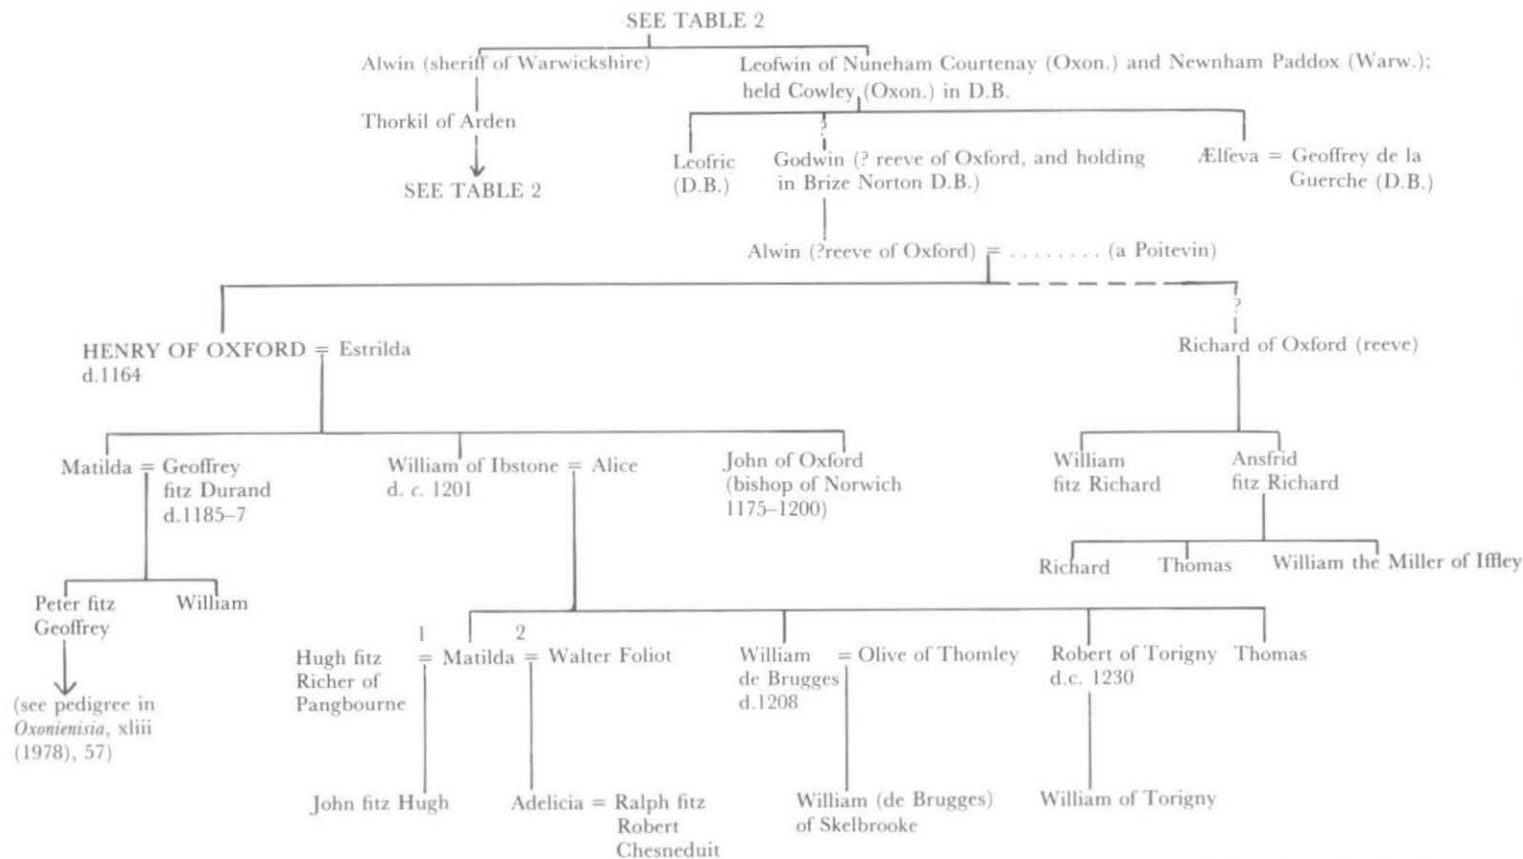 SEE TABLE 2
Alwin (sheriff of Warwickshire)
Leofwin of Nuneham Courtenay (Oxon.) and Newnham Paddox (Warw.);
held Cowley (Oxon.) in D.B.
Thorkil of Arden
SEE TABLE 2
?
Leofric
(D.B.)
Godwin (? reeve of Oxford, and holding
in Brize Norton D.B.)
Ælfeva = Geoffrey de la
Guerche (D.B.)
Alwin (?reeve of Oxford) = ........ (a Poitevin)
?
HENRY OF OXFORD = Estrilda
d.1164
Richard of Oxford (reeve)
Matilda = Geoffrey
fitz Durand
d.1185–7
William of Ibstone = Alice
d. c. 1201
John of Oxford
(bishop of Norwich
1175–1200)
William
fitz Richard
Ansfrid
fitz Richard
Richard
Thomas
William the Miller of Iffley
Peter fitz
Geoffrey
William
(see pedigree in
Oxonienisia, xliii
(1978), 57)
1
2
Hugh fitz = Matilda = Walter Foliot
Richer of
Pangbourne
William = Olive of Thomley
de Brugges
d.1208
Robert of Torigny
d.c. 1230
Thomas
John fitz Hugh
Adelicia = Ralph fitz
Robert
Chesneduit
William (de Brugges)
of Skelbrooke
William of Torigny